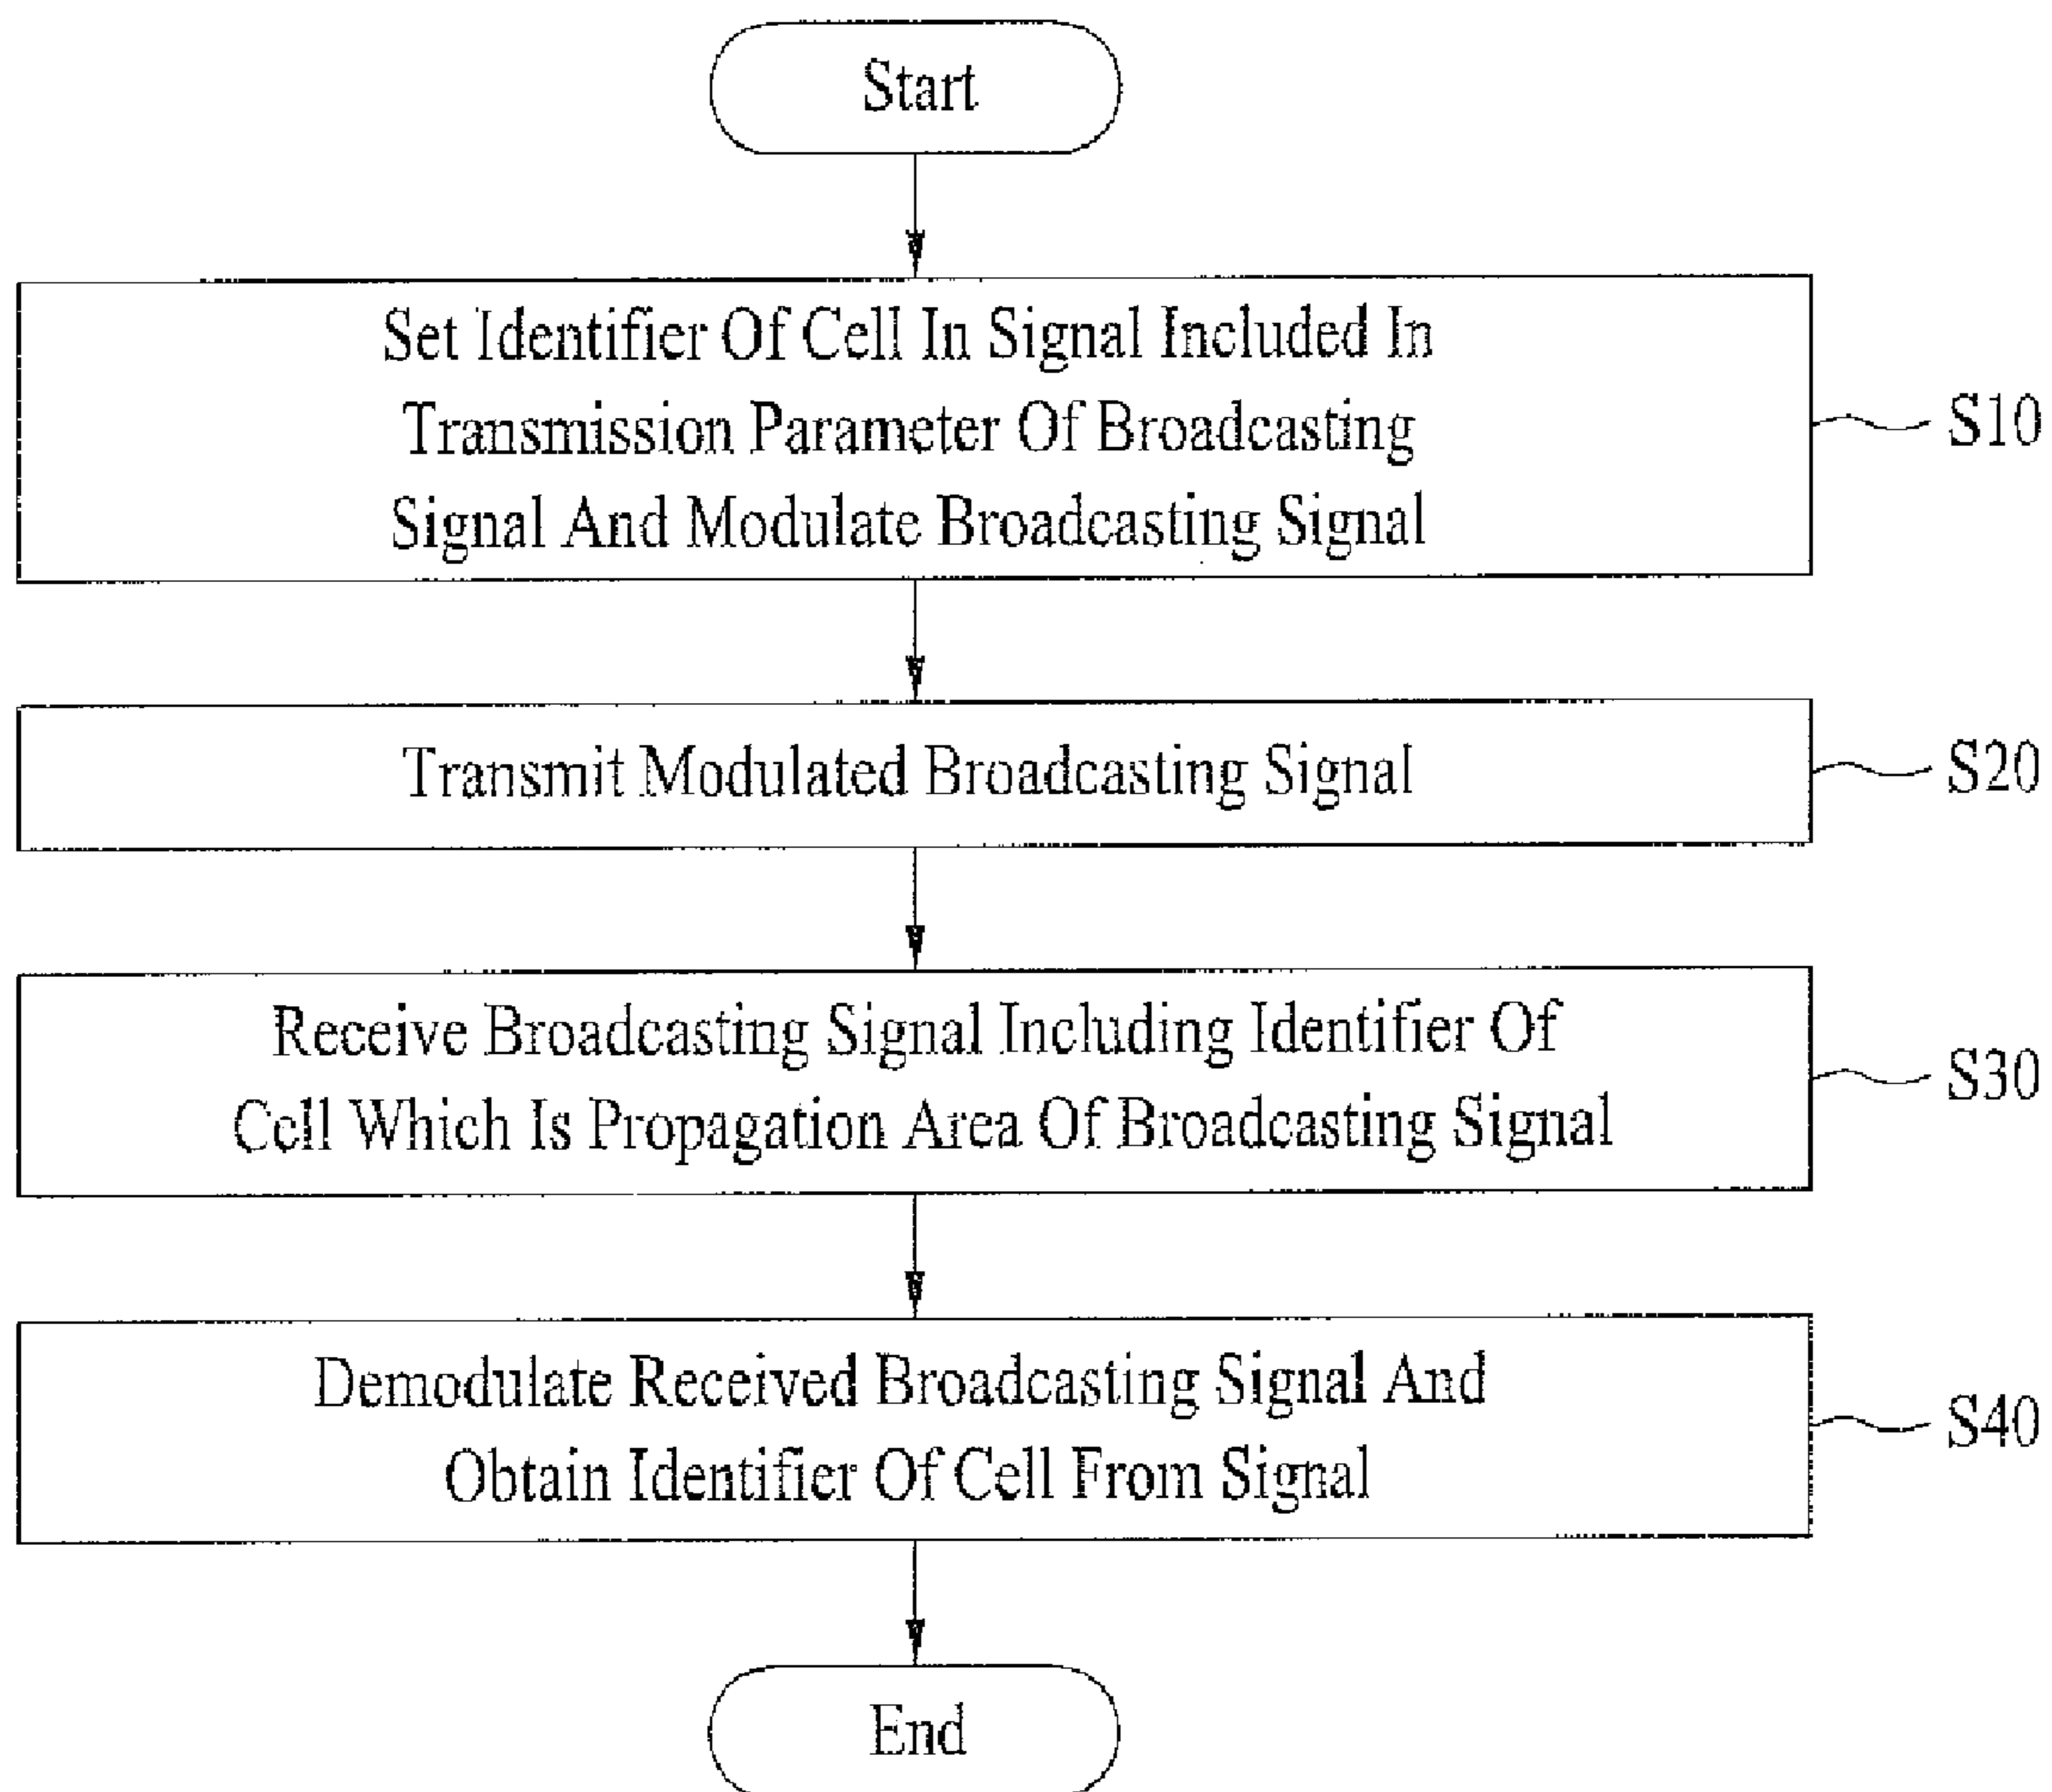 Start
Set Identifier Of Cell In Signal Included In
Transmission Parameter Of Broadcasting
Signal And Modulate Broadcasting Signal
S10
Transmit Modulated Broadcasting Signal
S20
Receive Broadcasting Signal Including Identifier Of
Cell Which Is Propagation Area Of Broadcasting Signal
S30
Demodulate Received Broadcasting Signal And
Obtain Identifier Of Cell From Signal
S40
End